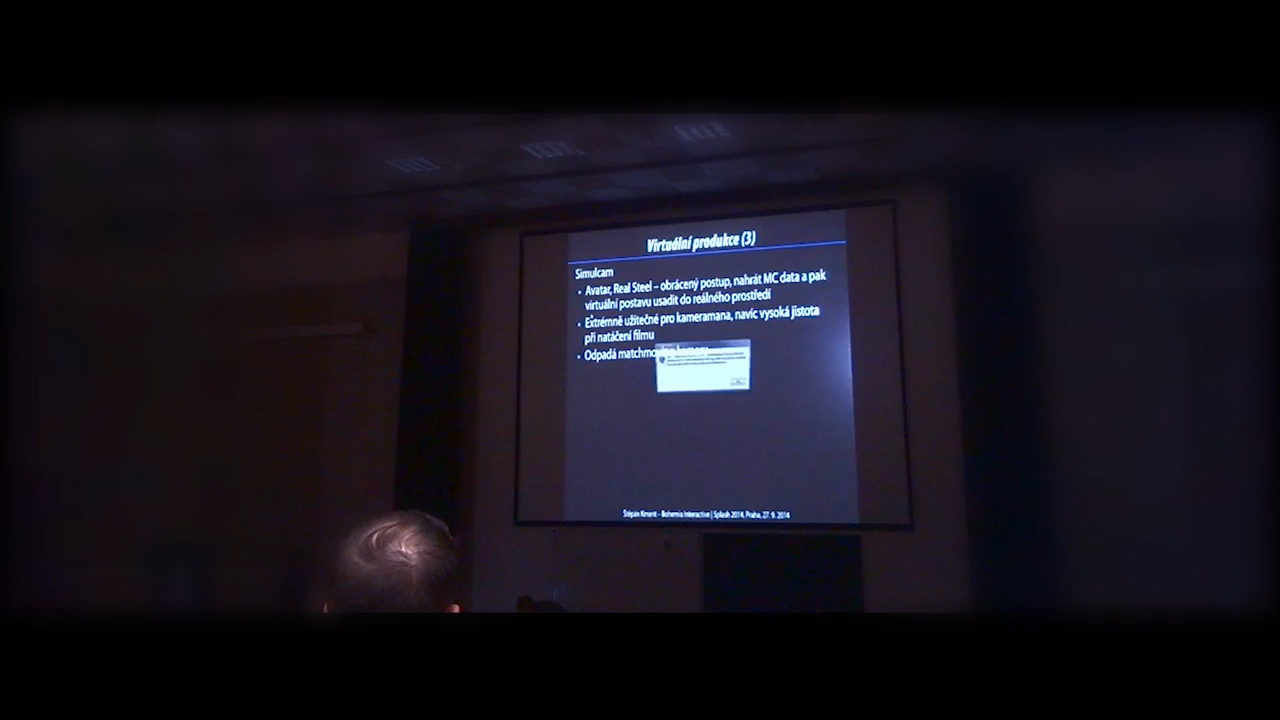 Virtuální produkce (3)
Simulcam
• Avatar, Real Steel – obrácený postup, nahrát MC data a pak
virtuální postavu usadit do reálného prostředí
• Extrémně užitečné pro kameramana, navíc vysoká jistota
při natáčení filmu
• Odpadá
Štěpán Kment – Bohemia Interactive | Splash 2014, Praha, 27. 9. 2014